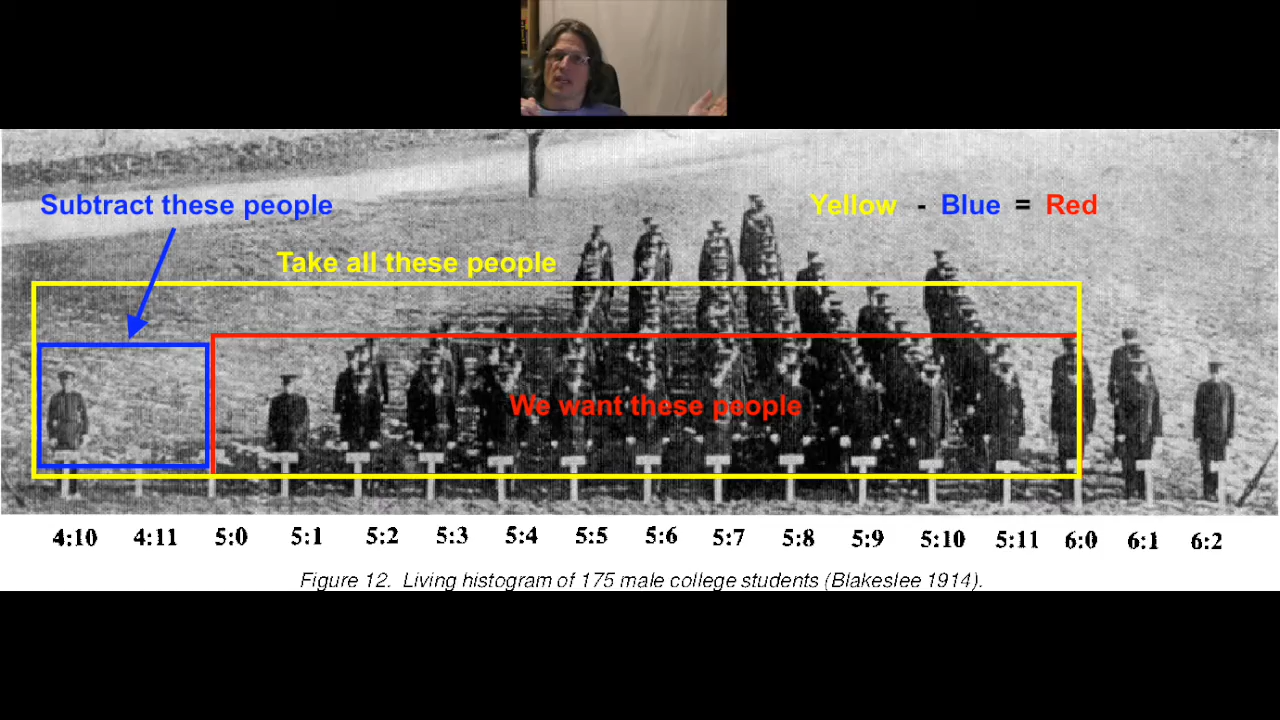 Subtract these people
Yellow - Blue = Red
Take all these people
We want these people
4:10 4:11 5:0 5:1 5:2 5:3 5:4 5:5 5:6 5:7 5:8 5:9 5:10 5:11 6:0 6:1 6:2
Figure 12. Living histogram of 175 male college students (Blakeslee 1914).